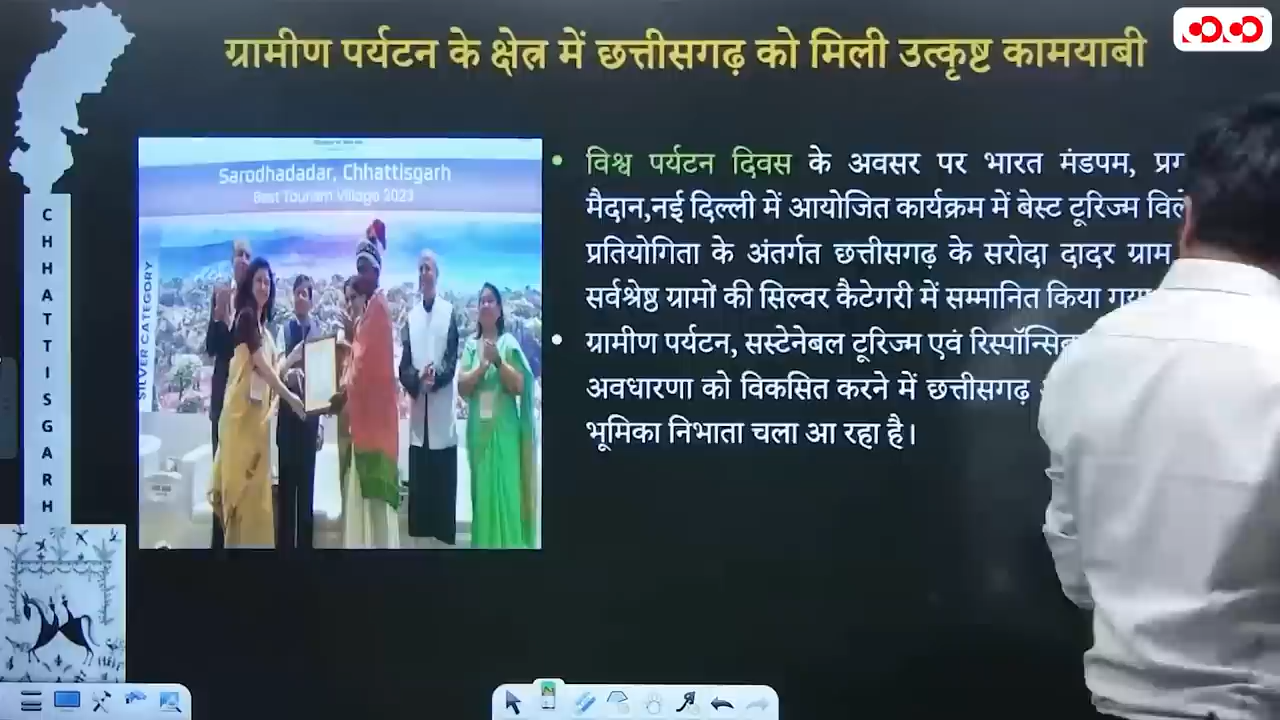 ग्रामीण पर्यटन के क्षेत्र में छत्तीसगढ़ को मिली उत्कृष्ट कामयाबी
CHHATTISGARH
Sarodhadadar, Chhattisgarh
Best Tourism Village 2023
SILVER CATEGORY
• विश्व पर्यटन दिवस के अवसर पर भारत मंडपम,
मैदान,नई दिल्ली में आयोजित कार्यक्रम में बेस्ट टूरिज्म
प्रतियोगिता के अंतर्गत छत्तीसगढ़ के सरोदा दादर ग्राम
सर्वश्रेष्ठ ग्रामों की सिल्वर कैटेगरी में सम्मानित किया
• ग्रामीण पर्यटन, सस्टेनेबल टूरिज्म एवं
अवधारणा को विकसित करने में छत्तीसगढ़
भूमिका निभाता चला आ रहा है।